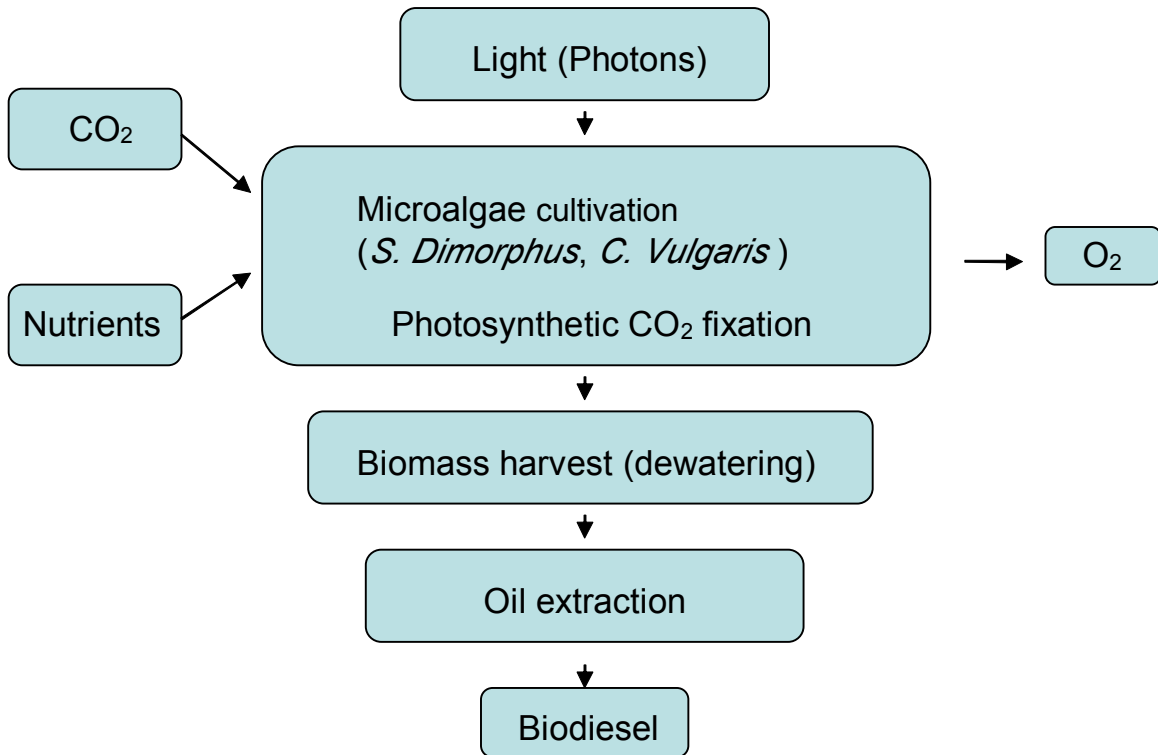 Light (Photons)
CO₂
Microalgae cultivation
(S. Dimorphus, C. Vulgaris )
O₂
Nutrients
Photosynthetic CO₂ fixation
Biomass harvest (dewatering)
Oil extraction
Biodiesel